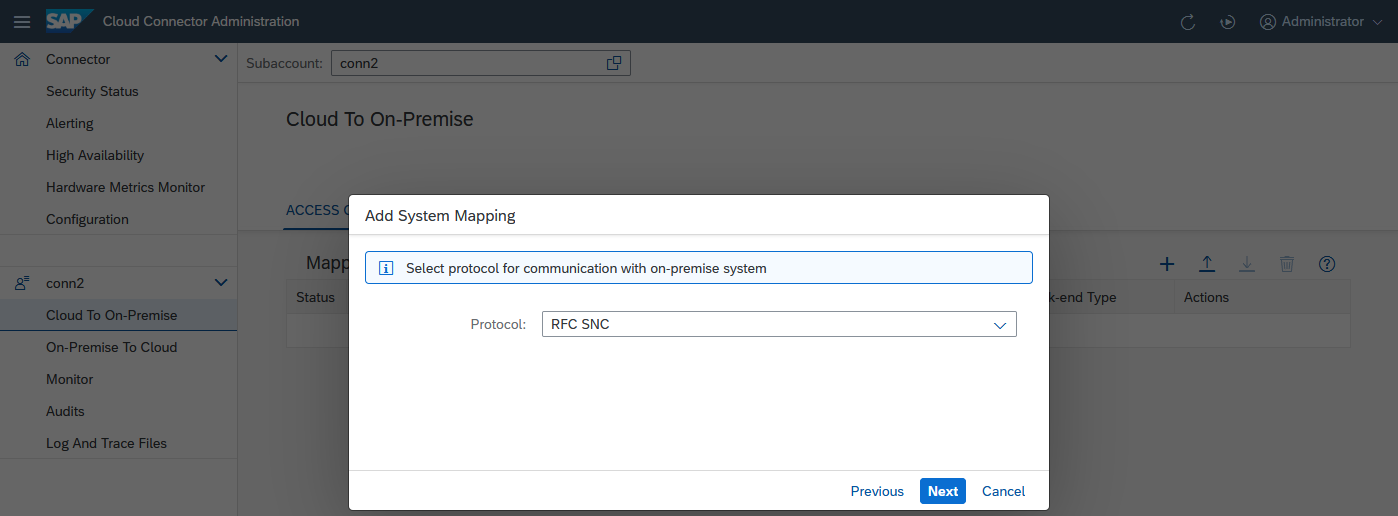 SAP Cloud Connector Administration
Administrator
Connector
Security Status
Alerting
High Availability
Hardware Metrics Monitor
Configuration
conn2
Cloud To On-Premise
On-Premise To Cloud
Monitor
Audits
Log And Trace Files
Subaccount: conn2
Cloud To On-Premise
ACCESS
Mapp
Status
k-end Type
Actions
Add System Mapping
Select protocol for communication with on-premise system
Protocol: RFC SNC
Previous Next Cancel